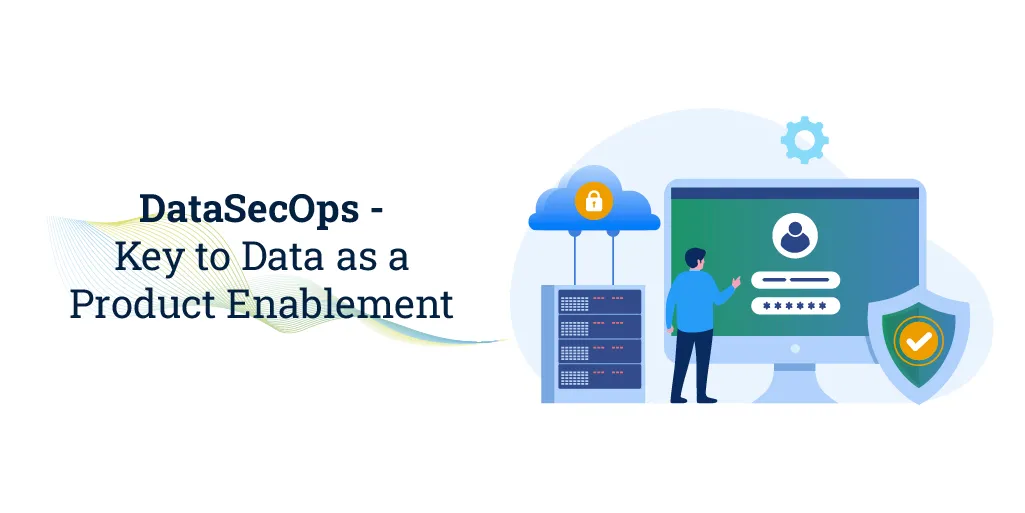 DataSecOps -
Key to Data as a
Product Enablement
******